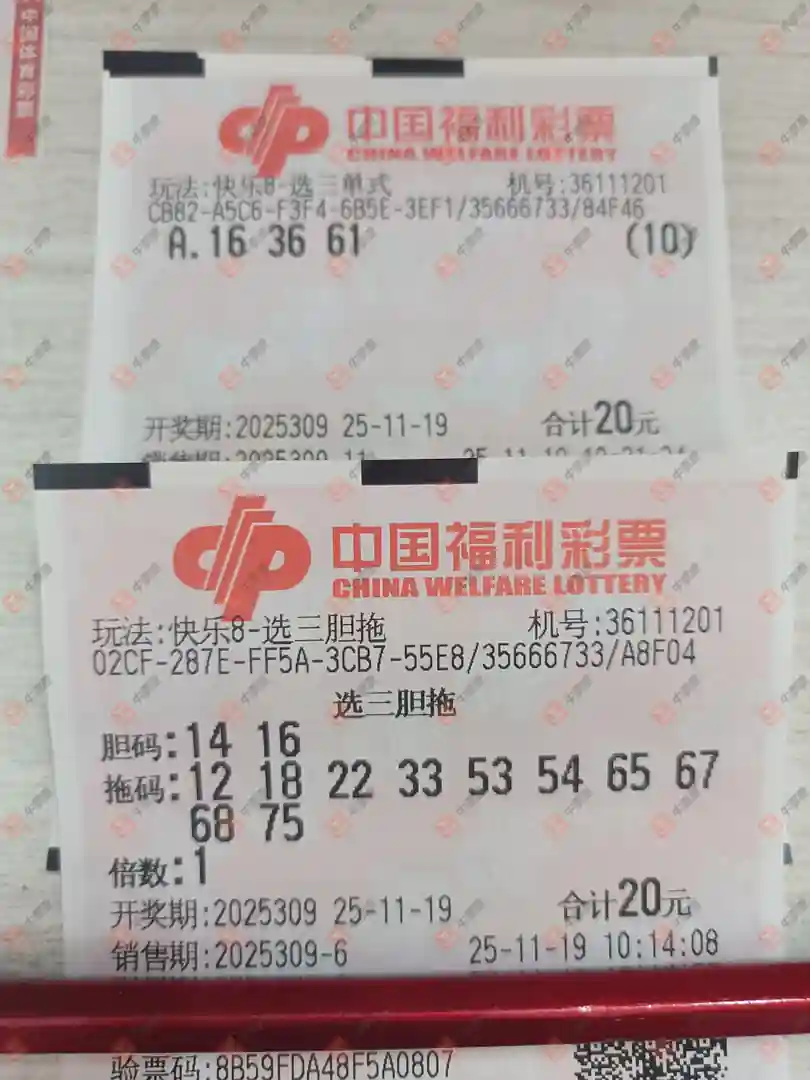 中国体育彩票
中国福利彩票
CHINA WELFARE LOTTERY
玩法:快乐8-选三单式 机号:36111201
CB82-A5C6-F3F4-6B5E-3EF1/35666733/84F46
A.16 36 61 (10)
开奖期:2025309 25-11-19 合计20元
中国福利彩票
CHINA WELFARE LOTTERY
玩法:快乐8-选三胆拖 机号:36111201
02CF-287E-FF5A-3CB7-55E8/35666733/A8F04
选三胆拖
胆码:14 16
拖码:12 18 22 33 53 54 65 67
68 75
倍数:1
开奖期:2025309 25-11-19 合计20元
销售期:2025309-6 25-11-19 10:14:08
验票码:8B59FDA48F5A0807